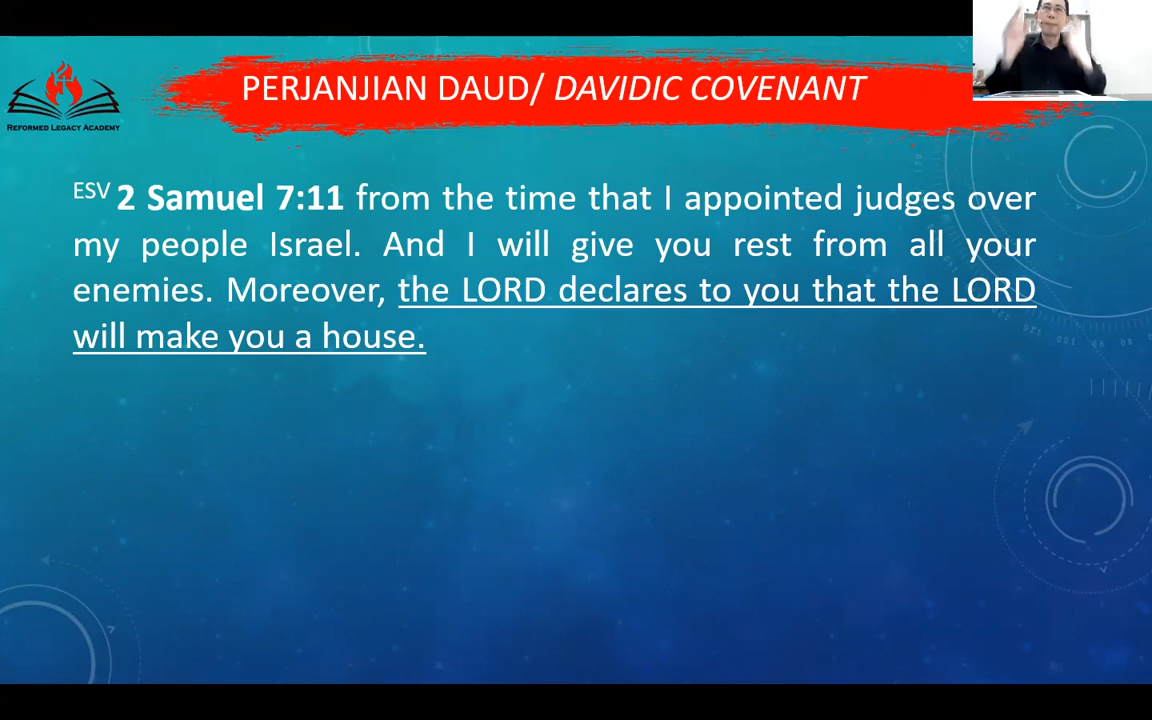 PERJANJIAN DAUD/ DAVIDIC COVENANT
REFORMED LEGACY ACADEMY
ESV 2 Samuel 7:11 from the time that I appointed judges over
my people Israel. And I will give you rest from all your
enemies. Moreover, the LORD declares to you that the LORD
will make you a house.